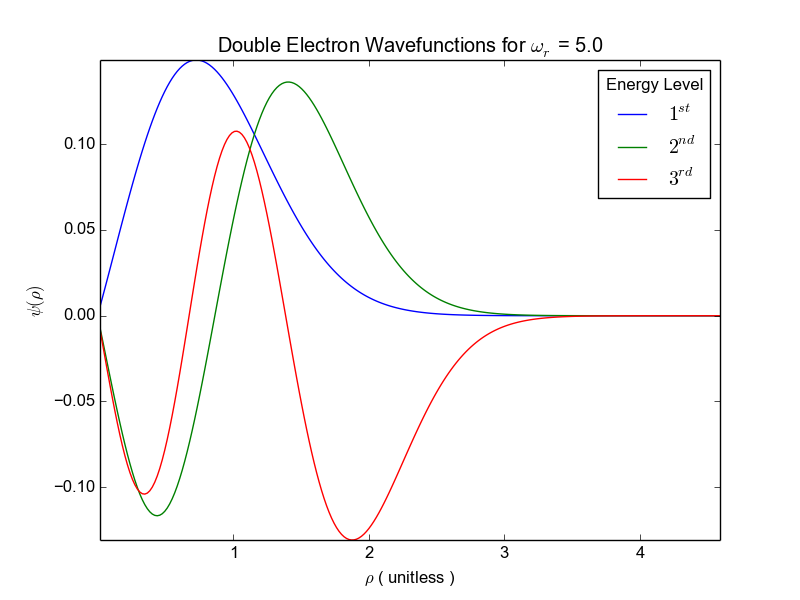 Double Electron Wavefunctions for ωᵣ = 5.0
Energy Level
1ˢᵗ
2ⁿᵈ
3ʳᵈ
0.10
0.05
0.00
−0.05
−0.10
ψ(ρ)
1 2 3 4
ρ ( unitless )